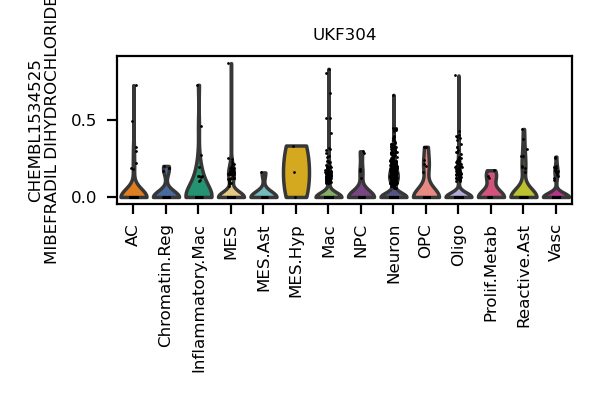 UKF304
CHEMBL1534525
MIBEFRADIL DIHYDROCHLORIDE
0.5
0.0
AC
Chromatin.Reg
Inflammatory.Mac
MES
MES.Ast
MES.Hyp
Mac
NPC
Neuron
OPC
Oligo
Prolif.Metab
Reactive.Ast
Vasc